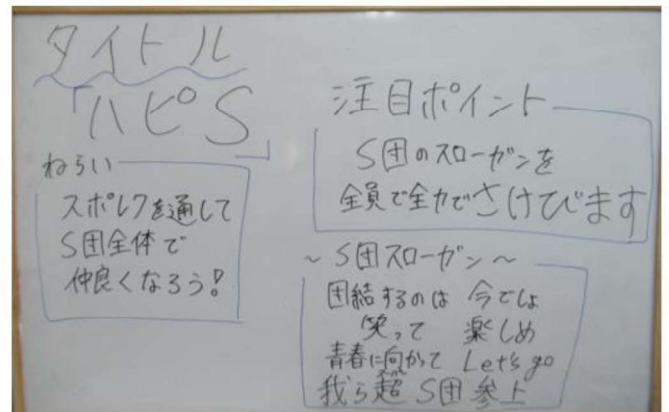 タイトル
「ハピS」
ねらい
スポレクを通して
S団全体で
仲良くなろう!
注目ポイント
S団のスローガンを
全員で全力でさけびます
~S団スローガン~
団結するのは 今でしょ
笑って 楽しめ
青春に向かって Let's go
我ら超 S団 参上